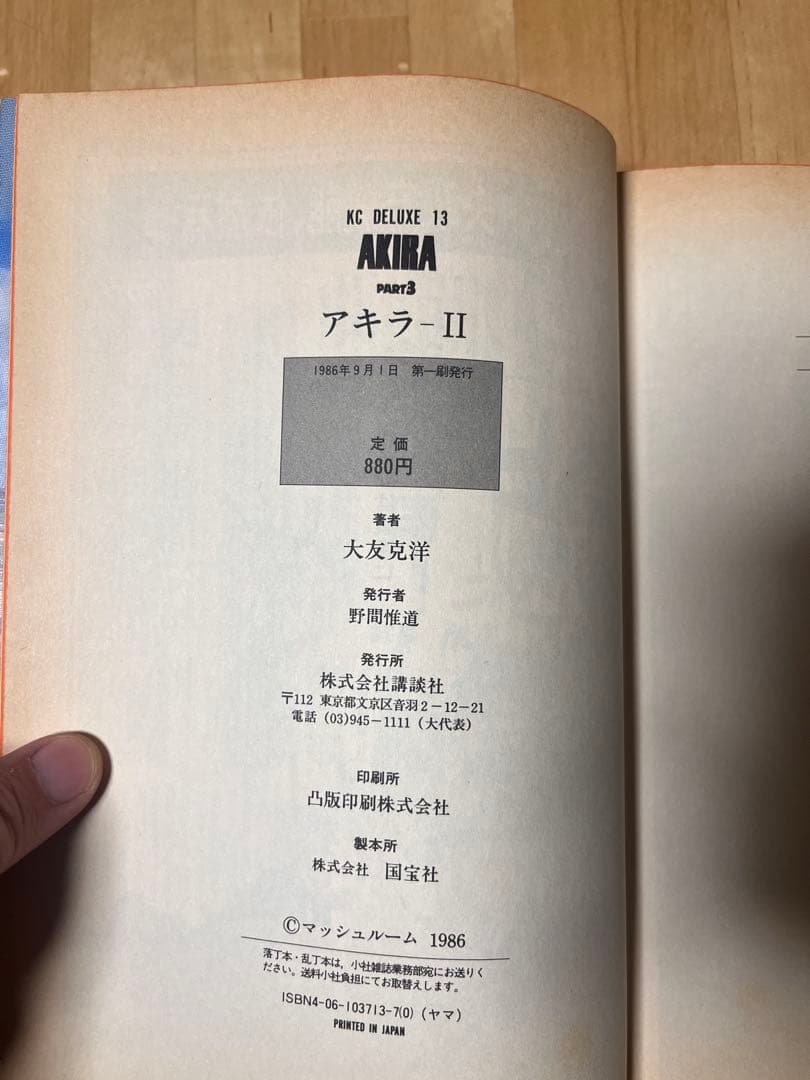 KC DELUXE 13
AKIRA
PART3
アキラ-II
1986年9月1日 第一刷発行
定価
880円
著者
大友克洋
発行者
野間惟道
発行所
株式会社講談社
〒112 東京都文京区音羽2-12-21
電話 (03)945-1111 (大代表)
印刷所
凸版印刷株式会社
製本所
株式会社 国宝社
©マッシュルーム 1986
落丁本・乱丁本は、小社雑誌業務部宛にお送りく
ださい。送料小社負担にてお取替えします。
ISBN4-06-103713-7(0) (ヤマ)
PRINTED IN JAPAN